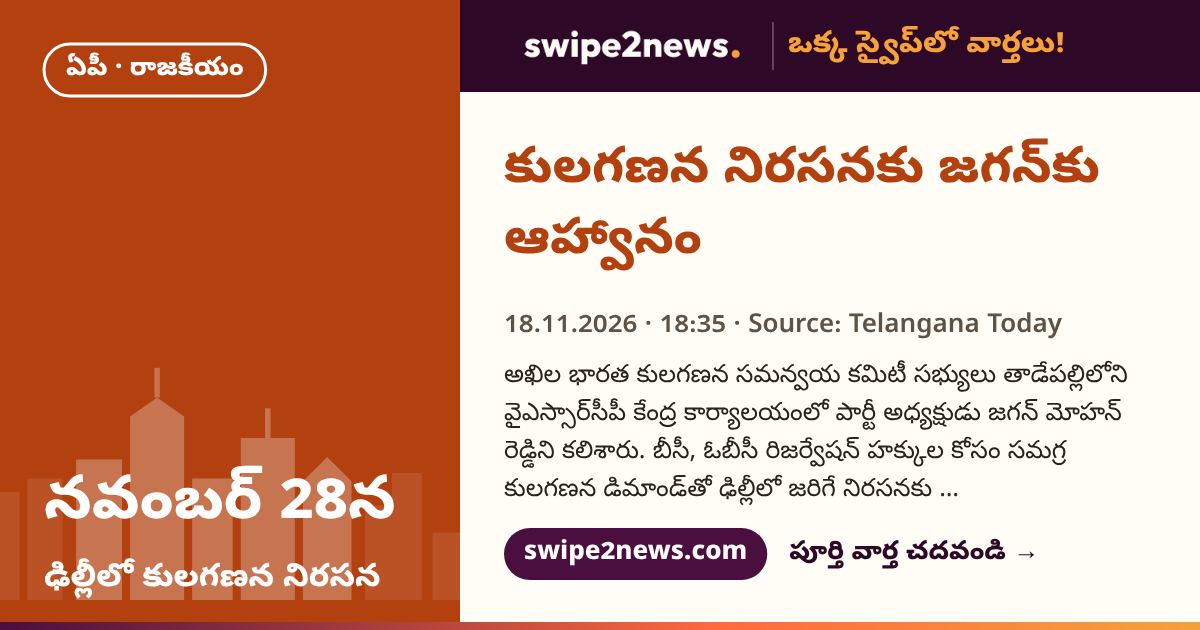 ఏపీ · రాజకీయం
నవంబర్ 28న
ఢిల్లీలో కులగణన నిరసన
swipe2news.
ఒక్క స్వైప్‌లో వార్తలు!
కులగణన నిరసనకు జగన్‌కు
ఆహ్వానం
18.11.2026 · 18:35 · Source: Telangana Today
అఖిల భారత కులగణన సమన్వయ కమిటీ సభ్యులు తాడేపల్లిలోని
వైఎస్సార్‌సీపీ కేంద్ర కార్యాలయంలో పార్టీ అధ్యక్షుడు జగన్ మోహన్
రెడ్డిని కలిశారు. బీసీ, ఓబీసీ రిజర్వేషన్ హక్కుల కోసం సమగ్ర
కులగణన డిమాండ్‌తో ఢిల్లీలో జరిగే నిరసనకు ...
swipe2news.com
పూర్తి వార్త చదవండి →